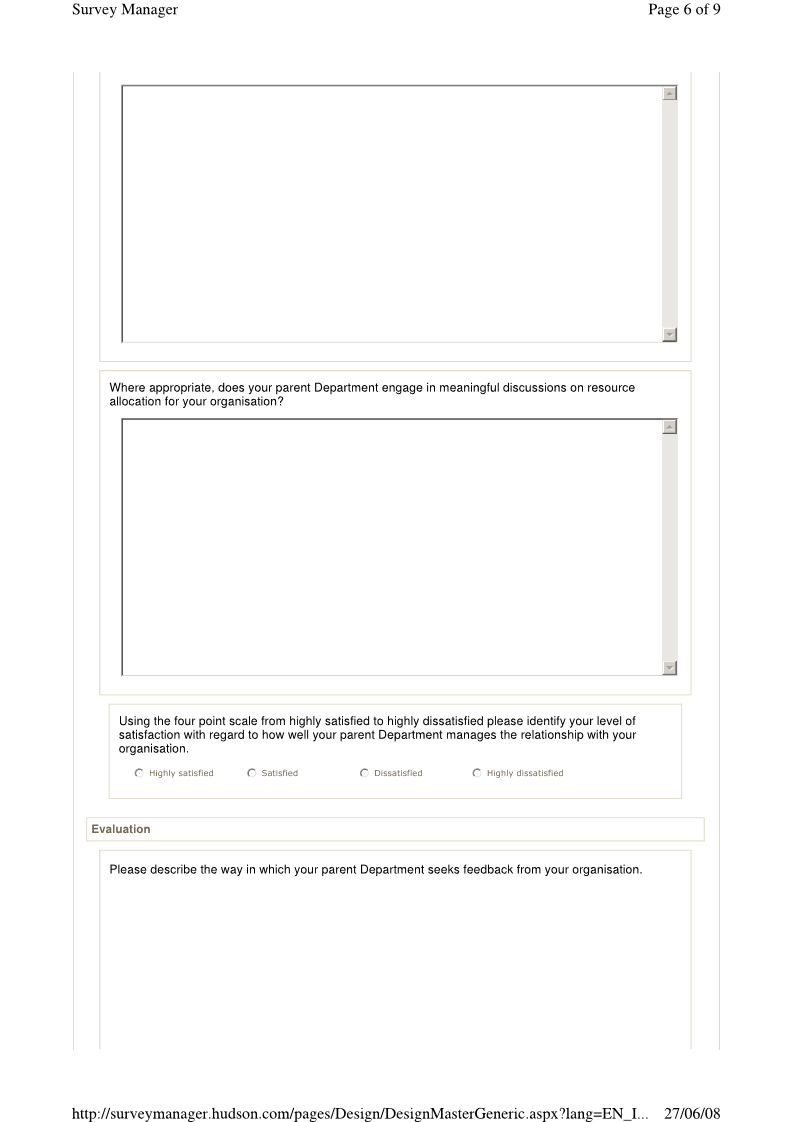 Survey Manager Page 6 of 9
Where appropriate, does your parent Department engage in meaningful discussions on resource
allocation for your organisation?
Using the four point scale from highly satisfied to highly dissatisfied please identify your level of
satisfaction with regard to how well your parent Department manages the relationship with your
organisation.
Highly satisfied Satisfied Dissatisfied Highly dissatisfied
Evaluation
Please describe the way in which your parent Department seeks feedback from your organisation.
http://surveymanager.hudson.com/pages/Design/DesignMasterGeneric.aspx?lang=EN_I... 27/06/08